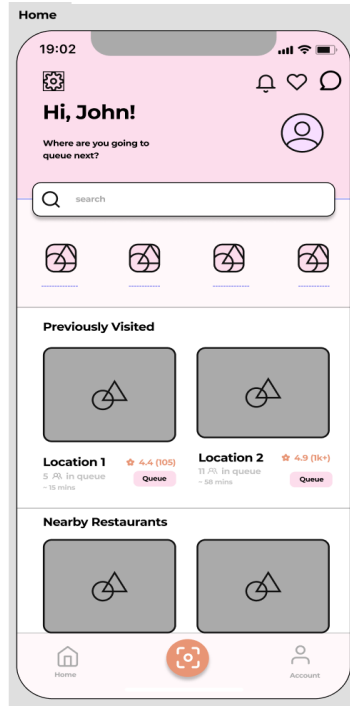 Home
19:02
Hi, John!
Where are you going to
queue next?
search
Previously Visited
Location 1
4.4 (105)
5 in queue
~ 15 mins
Queue
Location 2
4.9 (1k+)
11 in queue
~ 58 mins
Queue
Nearby Restaurants
Home
Account